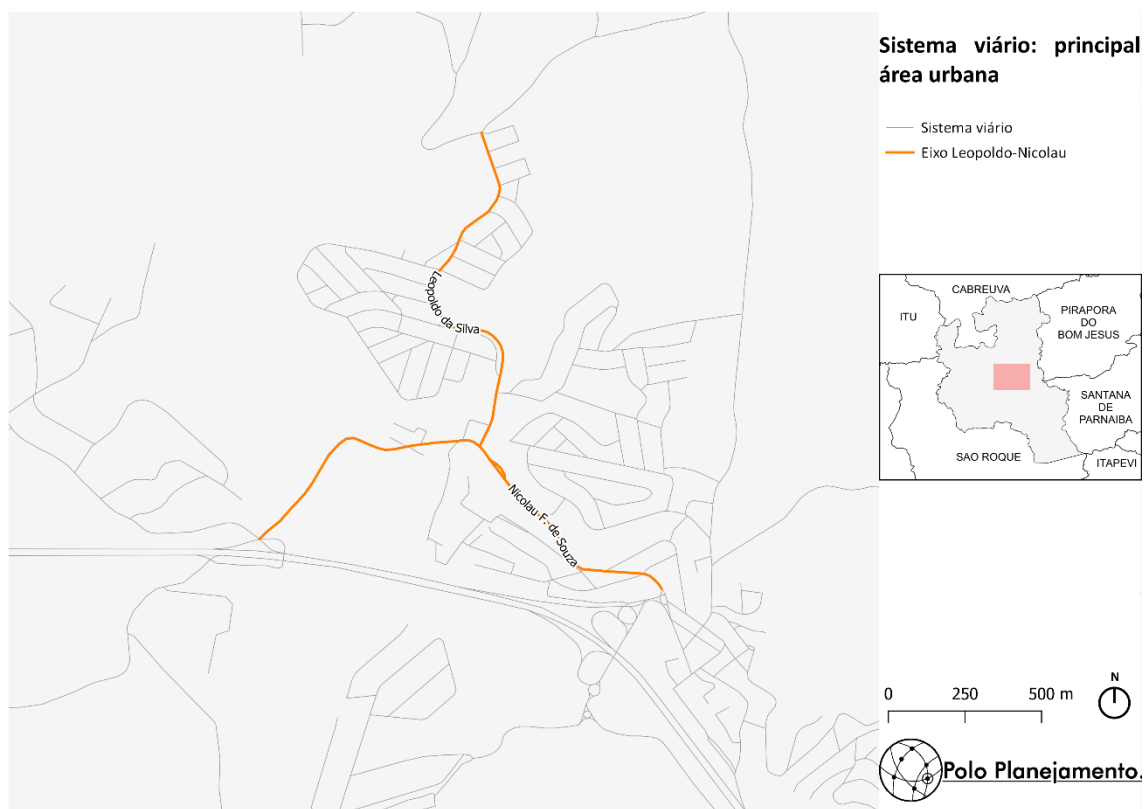 Sistema viário: principal
área urbana
Sistema viário
Eixo Leopoldo-Nicolau
Leopoldo da Silva
Nicolau F. de Souza
CABREUVA
ITU
PIRAPORA
DO
BOM JESUS
SANTANA
DE
PARNAIBA
SAO ROQUE
ITAPEVI
N
0 250 500 m
Polo Planejamento.